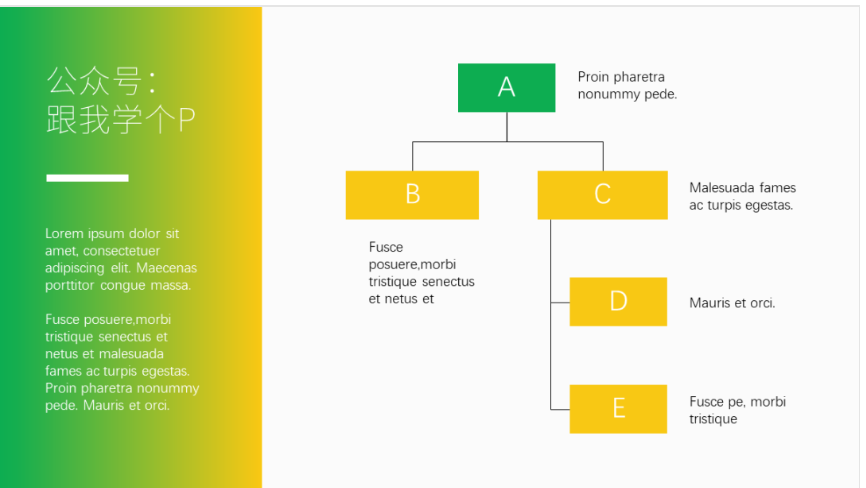 公众号：
跟我学个P
Lorem ipsum dolor sit
amet, consectetuer
adipiscing elit. Maecenas
porttitor congue massa.
Fusce posuere,morbi
tristique senectus et
netus et malesuada
fames ac turpis egestas.
Proin pharetra nonummy
pede. Mauris et orci.
A
Proin pharetra
nonummy pede.
B
Fusce
posuere,morbi
tristique senectus
et netus et
C
Malesuada fames
ac turpis egestas.
D
Mauris et orci.
E
Fusce pe, morbi
tristique